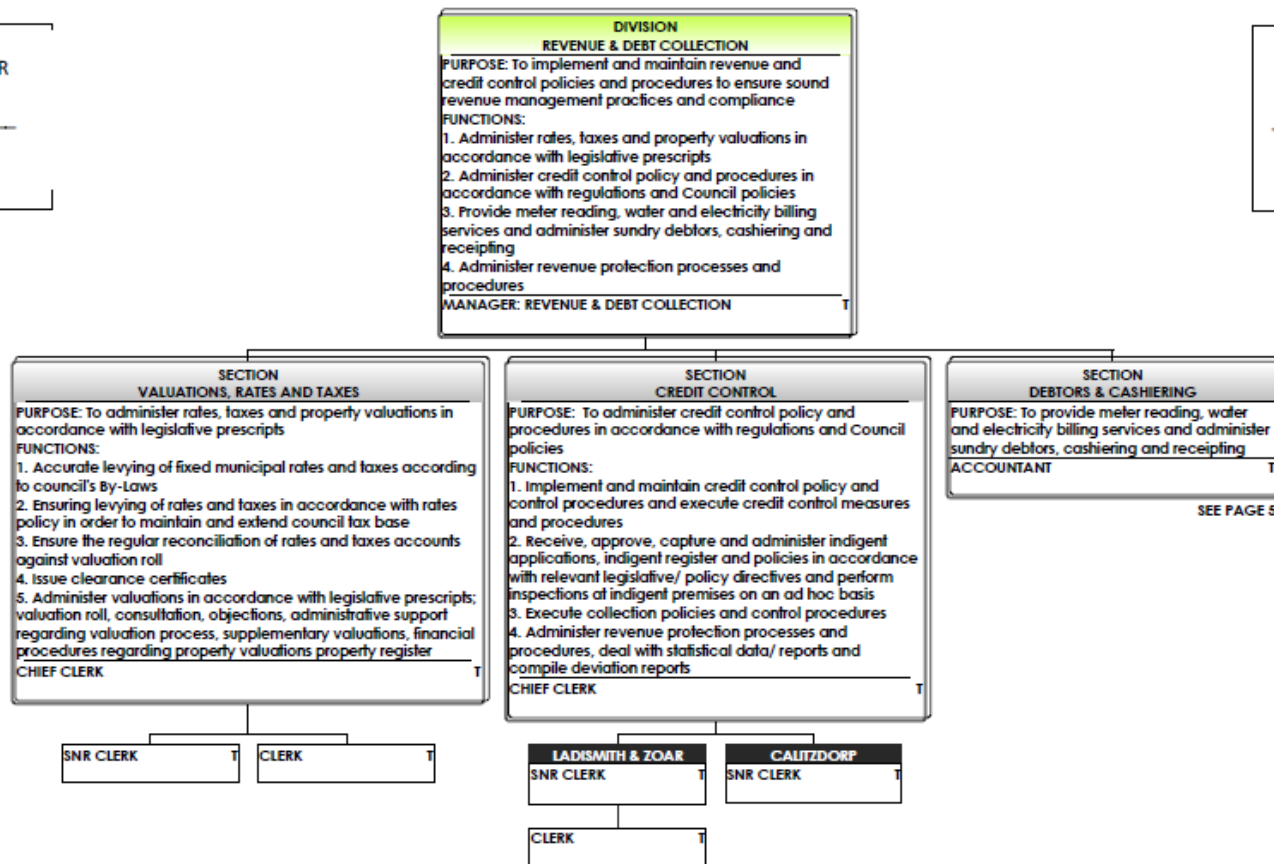 R
DIVISION
REVENUE & DEBT COLLECTION
PURPOSE: To implement and maintain revenue and
credit control policies and procedures to ensure sound
revenue management practices and compliance
FUNCTIONS:
1. Administer rates, taxes and property valuations in
accordance with legislative prescripts
2. Administer credit control policy and procedures in
accordance with regulations and Council policies
3. Provide meter reading, water and electricity billing
services and administer sundry debtors, cashiering and
receipting
4. Administer revenue protection processes and
procedures
MANAGER: REVENUE & DEBT COLLECTION T
SECTION
VALUATIONS, RATES AND TAXES
PURPOSE: To administer rates, taxes and property valuations in
accordance with legislative prescripts
FUNCTIONS:
1. Accurate levying of fixed municipal rates and taxes according
to council's By-Laws
2. Ensuring levying of rates and taxes in accordance with rates
policy in order to maintain and extend council tax base
3. Ensure the regular reconciliation of rates and taxes accounts
against valuation roll
4. Issue clearance certificates
5. Administer valuations in accordance with legislative prescripts;
valuation roll, consultation, objections, administrative support
regarding valuation process, supplementary valuations, financial
procedures regarding property valuations property register
CHIEF CLERK T
SNR CLERK T
CLERK T
SECTION
CREDIT CONTROL
PURPOSE: To administer credit control policy and
procedures in accordance with regulations and Council
policies
FUNCTIONS:
1. Implement and maintain credit control policy and
control procedures and execute credit control measures
and procedures
2. Receive, approve, capture and administer indigent
applications, indigent register and policies in accordance
with relevant legislative/ policy directives and perform
inspections at indigent premises on an ad hoc basis
3. Execute collection policies and control procedures
4. Administer revenue protection processes and
procedures, deal with statistical data/ reports and
compile deviation reports
CHIEF CLERK T
LADISMITH & ZOAR
SNR CLERK T
CLERK T
CALITZDORP
SNR CLERK T
SECTION
DEBTORS & CASHIERING
PURPOSE: To provide meter reading, water
and electricity billing services and administer
sundry debtors, cashiering and receipting
ACCOUNTANT T
SEE PAGE 5